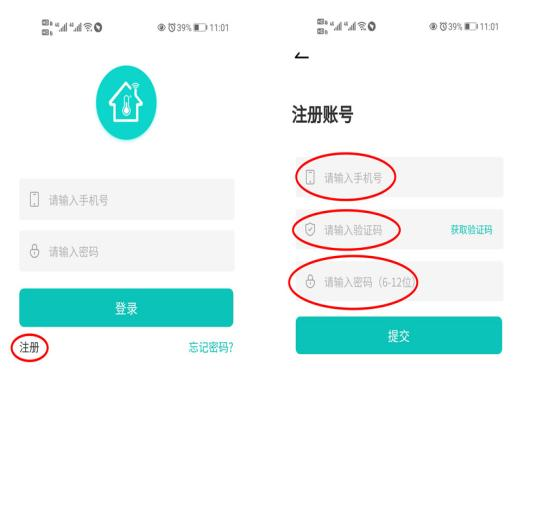 39% 11:01
请输入手机号
请输入密码
登录
注册
忘记密码?
39% 11:01
注册账号
请输入手机号
请输入验证码
获取验证码
请输入密码（6-12位）
提交